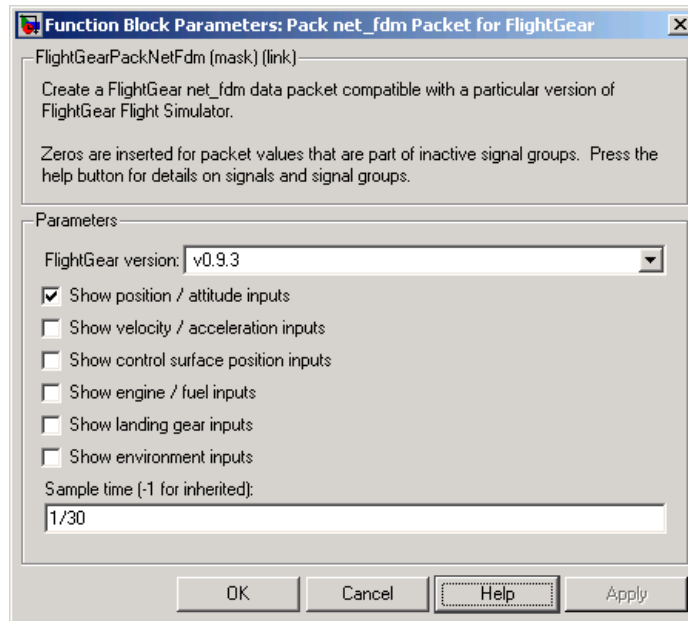 Function Block Parameters: Pack net_fdm Packet for FlightGear
FlightGearPackNetFdm (mask) (link)
Create a FlightGear net_fdm data packet compatible with a particular version of
FlightGear Flight Simulator.
Zeros are inserted for packet values that are part of inactive signal groups.  Press the
help button for details on signals and signal groups.
Parameters
FlightGear version: v0.9.3
Show position / attitude inputs
Show velocity / acceleration inputs
Show control surface position inputs
Show engine / fuel inputs
Show landing gear inputs
Show environment inputs
Sample time (-1 for inherited):
1/30
OK Cancel Help Apply